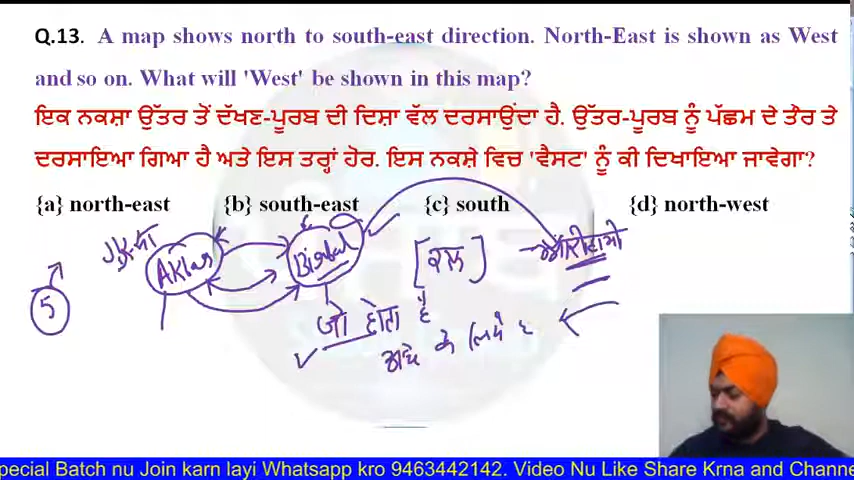 Q.13. A map shows north to south-east direction. North-East is shown as West
and so on. What will 'West' be shown in this map?
ਇਕ ਨਕਸ਼ਾ ਉੱਤਰ ਤੋਂ ਦੱਖਣ-ਪੂਰਬ ਦੀ ਦਿਸ਼ਾ ਵੱਲ ਦਰਸਾਉਂਦਾ ਹੈ. ਉੱਤਰ-ਪੂਰਬ ਨੂੰ ਪੱਛਮ ਦੇ ਤੌਰ ਤੇ
ਦਰਸਾਇਆ ਗਿਆ ਹੈ ਅਤੇ ਇਸ ਤਰ੍ਹਾਂ ਹੋਰ. ਇਸ ਨਕਸ਼ੇ ਵਿਚ 'ਵੈਸਟ' ਨੂੰ ਕੀ ਦਿਖਾਇਆ ਜਾਵੇਗਾ?
{a} north-east {b} south-east {c} south {d} north-west
Birbal
5
जो होता है
pecial Batch nu Join karn layi Whatsapp kro 9463442142. Video Nu Like Share Krna and Channe